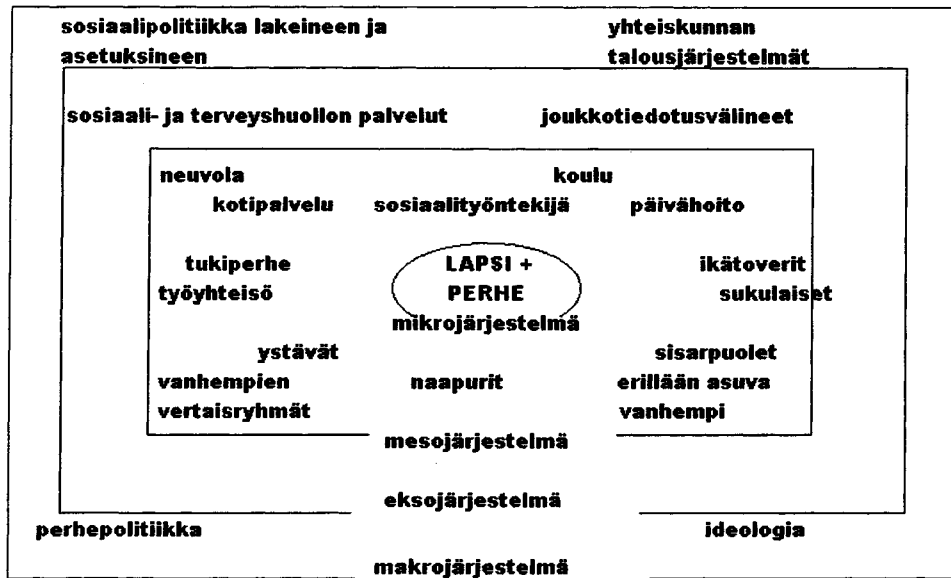 sosiaalipolitiikka lakeineen ja
asetuksineen
yhteiskunnan
talousjärjestelmät
sosiaali- ja terveyshuollon palvelut
joukkotiedotusvälineet
neuvola
koulu
kotipalvelu
sosiaalityöntekijä
päivähoito
tukiperhe
LAPSI +
PERHE
ikätoverit
työyhteisö
sukulaiset
mikrojärjestelmä
ystävät
sisarpuolet
vanhempien
vertaisryhmät
naapurit
erillään asuva
vanhempi
mesojärjestelmä
eksojärjestelmä
perhepolitiikka
ideologia
makrojärjestelmä